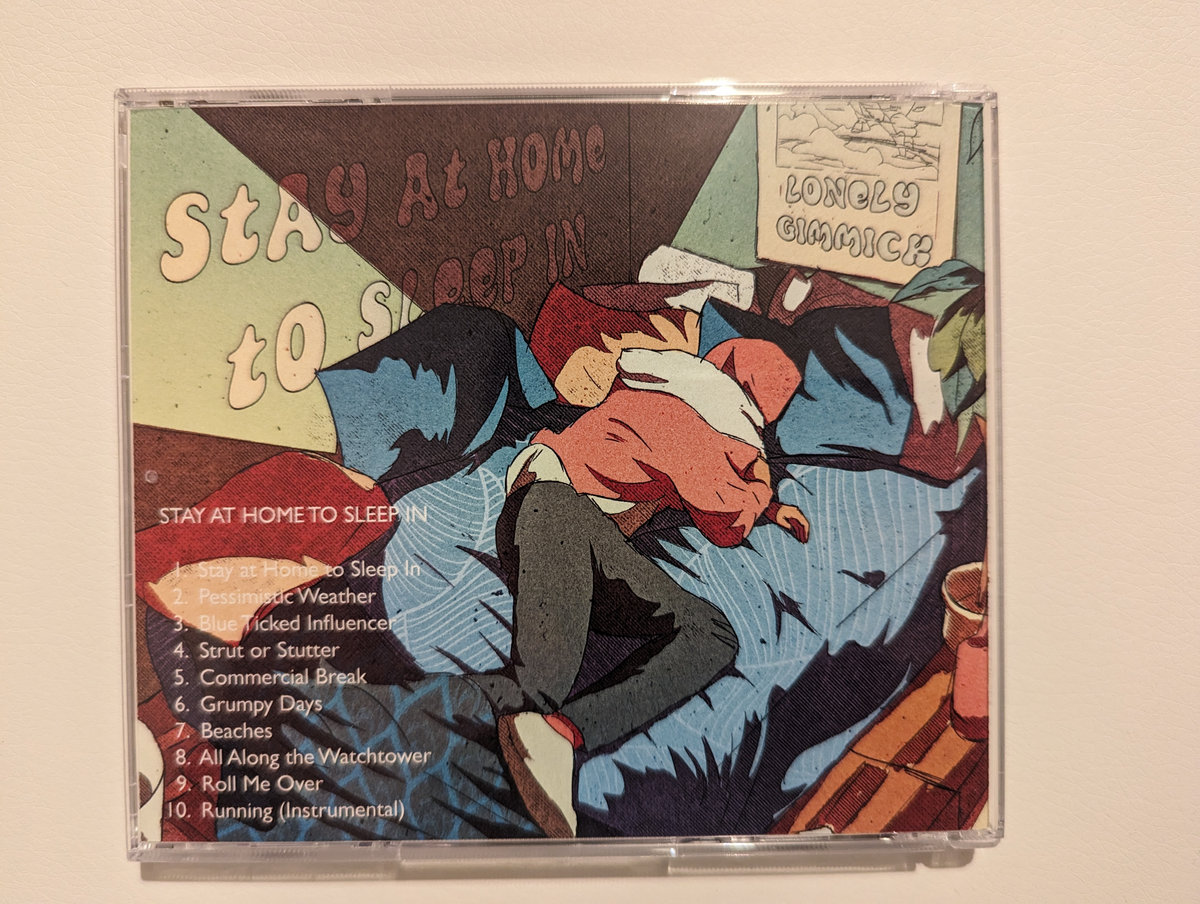 StAy At HOMe
to SLeep IN
LONeLY
GIMMICK
STAY AT HOME TO SLEEP IN
1. Stay at Home to Sleep In
2. Pessimistic Weather
3. Blue Ticked Influencer
4. Strut or Stutter
5. Commercial Break
6. Grumpy Days
7. Beaches
8. All Along the Watchtower
9. Roll Me Over
10. Running (Instrumental)